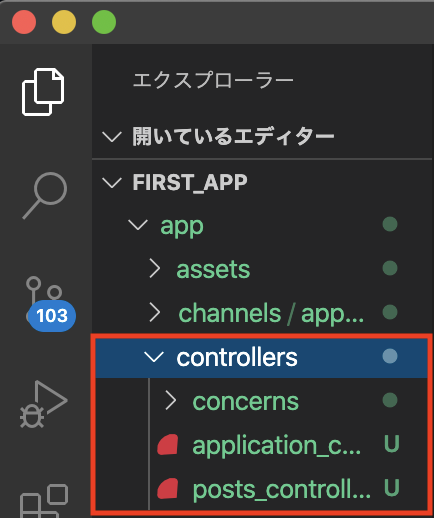 エクスプローラー
開いているエディター
FIRST_APP
app
assets
channels / app...
103
controllers
concerns
application_c... U
posts_controll... U